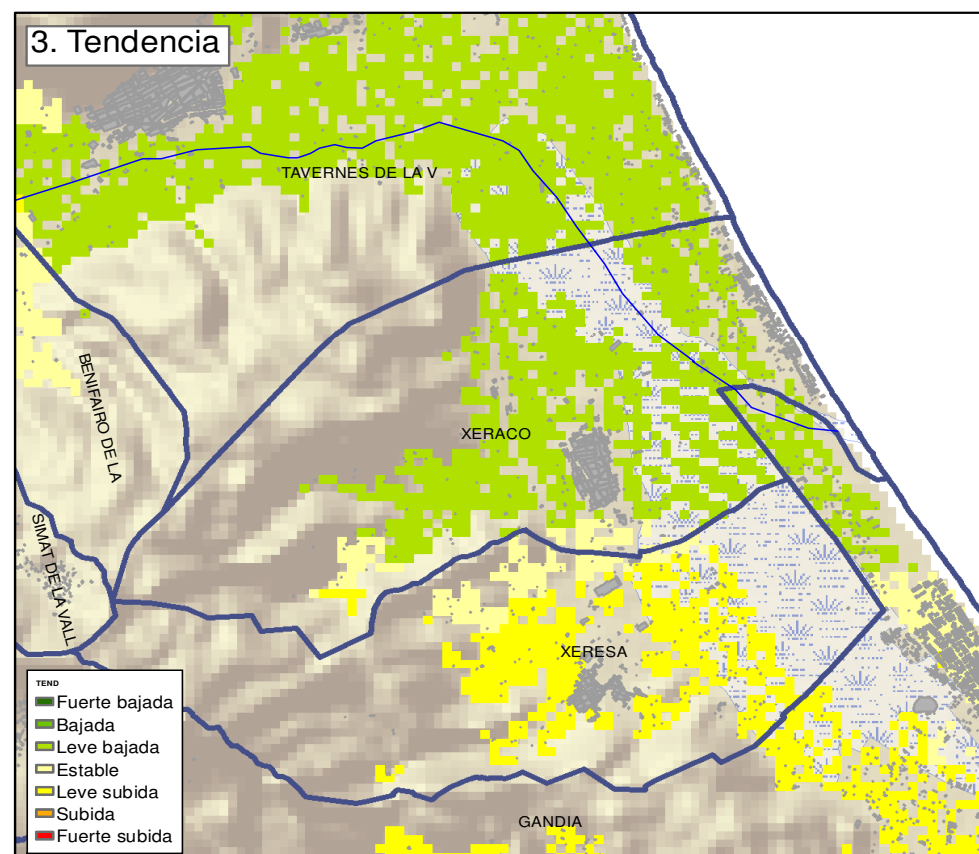 3. Tendencia
TAVERNES DE LA V
BENIFAIRO DE LA
XERACO
SIMAT DE LA VALL
XERESA
GANDIA
TEND
Fuerte bajada
Bajada
Leve bajada
Estable
Leve subida
Subida
Fuerte subida